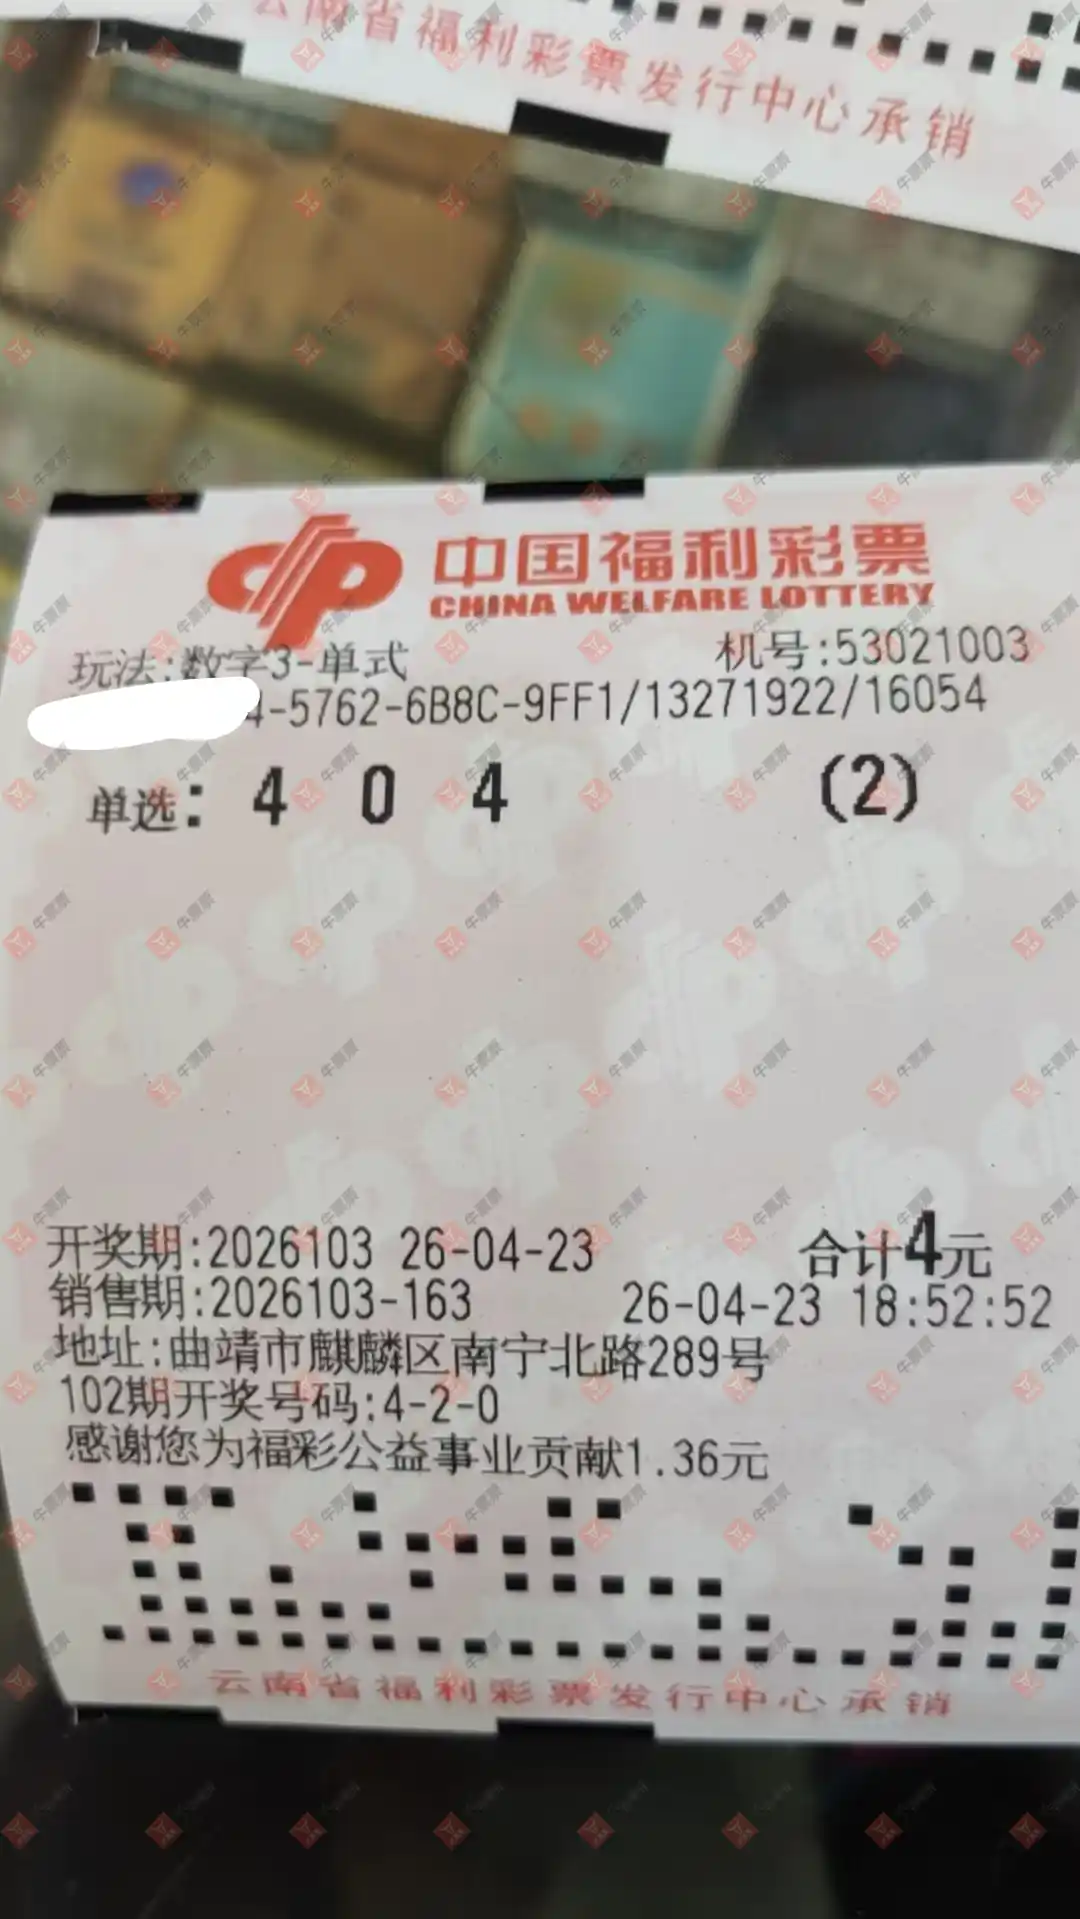 云南省福利彩票发行中心承销
中国福利彩票
CHINA WELFARE LOTTERY
玩法:数字3-单式 机号:53021003
4-5762-6B8C-9FF1/13271922/16054
单选: 4 0 4 (2)
开奖期:2026103 26-04-23 合计4元
销售期:2026103-163 26-04-23 18:52:52
地址:曲靖市麒麟区南宁北路289号
102期开奖号码:4-2-0
感谢您为福彩公益事业贡献1.36元
云南省福利彩票发行中心承销